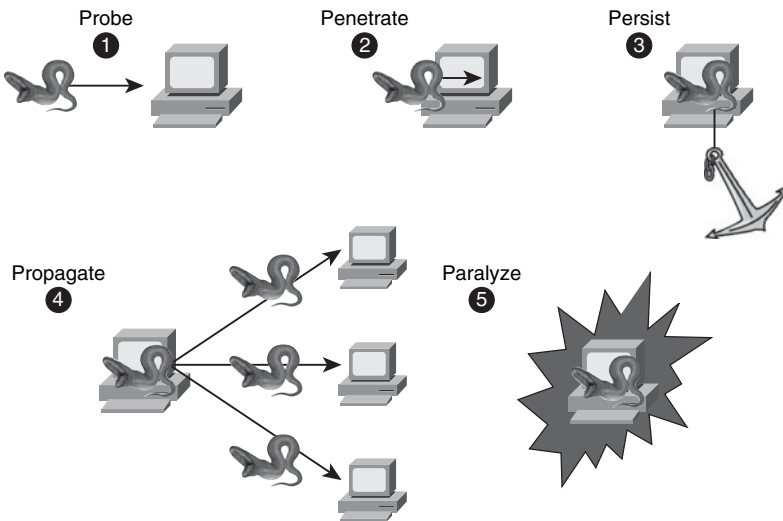 Probe
1
Penetrate
2
Persist
3
Propagate
4
Paralyze
5